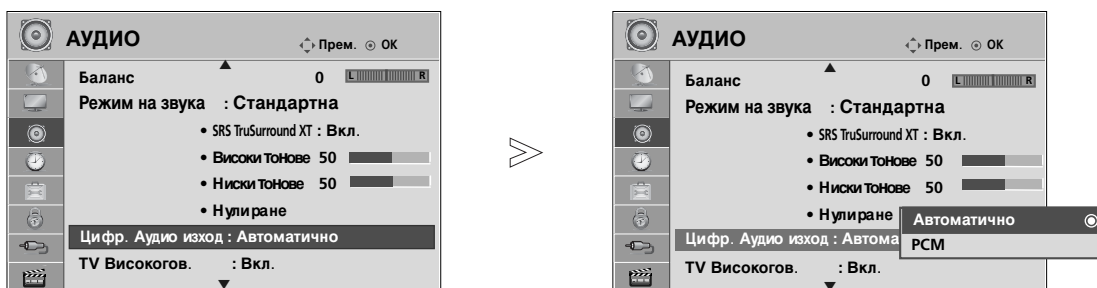 АУДИО
Прем. OK
Баланс 0 L R
Режим на звука : Стандартна
• SRS TruSurround XT : Вкл.
• Високи тоНове 50
• Ниски тоНове 50
• Нулиране
Цифр. Аудио изход : Автоматично
TV Високогов. : Вкл.
>
АУДИО
Прем. OK
Баланс 0 L R
Режим на звука : Стандартна
• SRS TruSurround XT : Вкл.
• Високи тоНове 50
• Ниски тоНове 50
• Нулиране
Цифр. Аудио изход : Автома
TV Високогов. : Вкл.
Автоматично
PCM